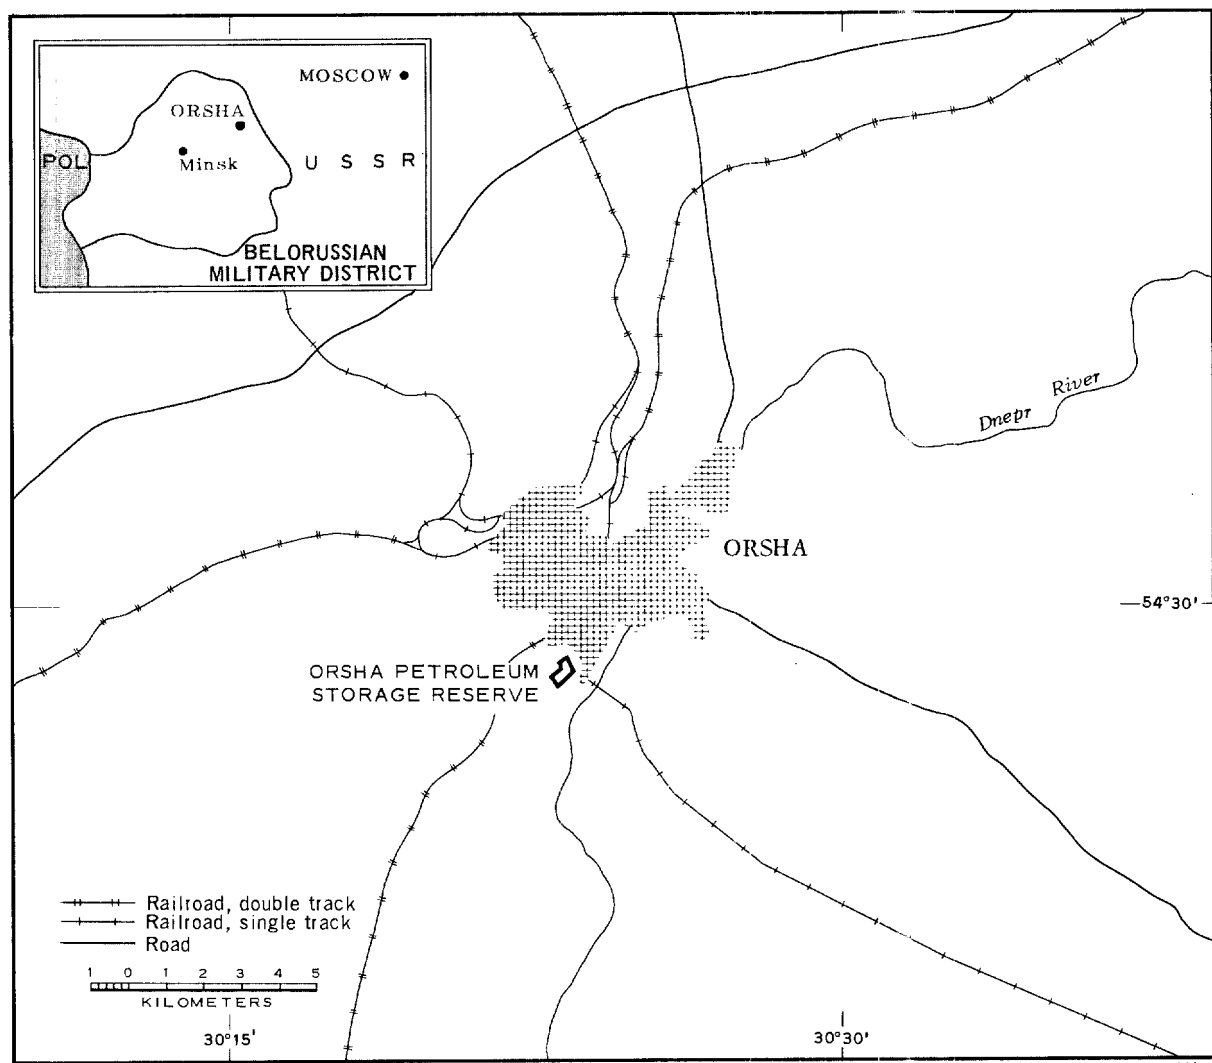 MOSCOW
ORSHA
POL
Minsk
U S S R
BELORUSSIAN
MILITARY DISTRICT
Dnepr River
ORSHA
54°30'
ORSHA PETROLEUM
STORAGE RESERVE
Railroad, double track
Railroad, single track
Road
1 0 1 2 3 4 5
KILOMETERS
30°15'
30°30'